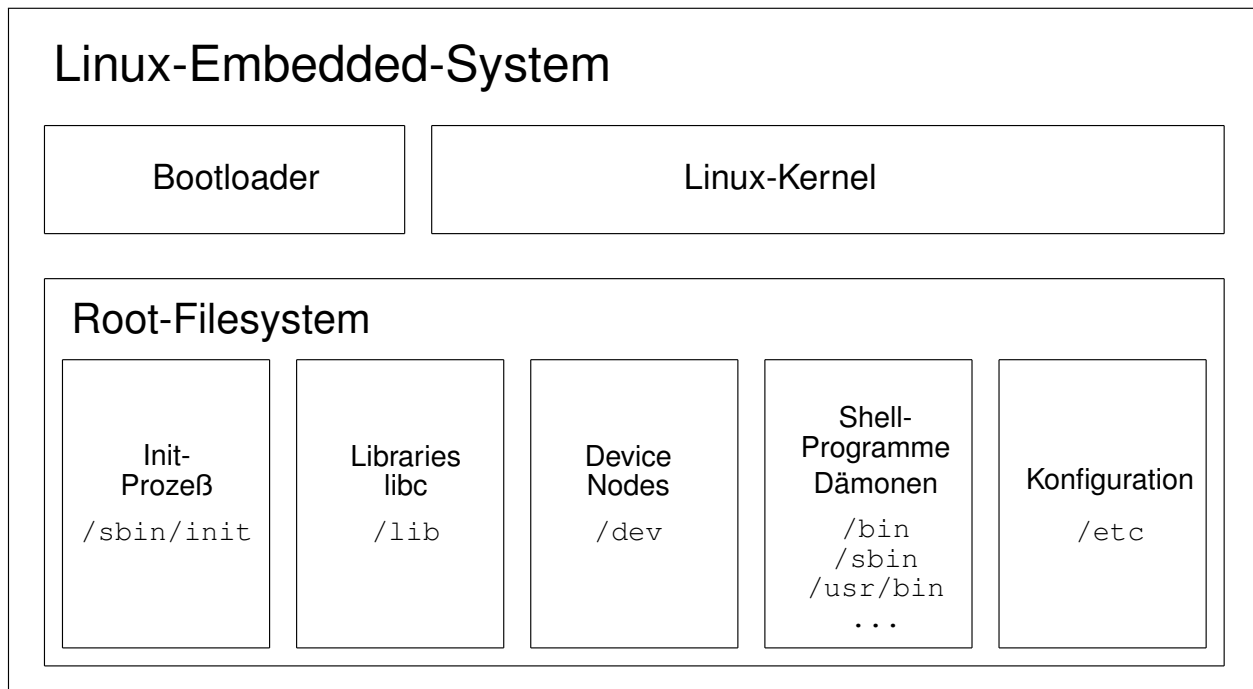 Linux-Embedded-System
Bootloader
Linux-Kernel
Root-Filesystem
Init-
Prozeß
/sbin/init
Libraries
libc
/lib
Device
Nodes
/dev
Shell-
Programme
Dämonen
/bin
/sbin
/usr/bin
...
Konfiguration
/etc